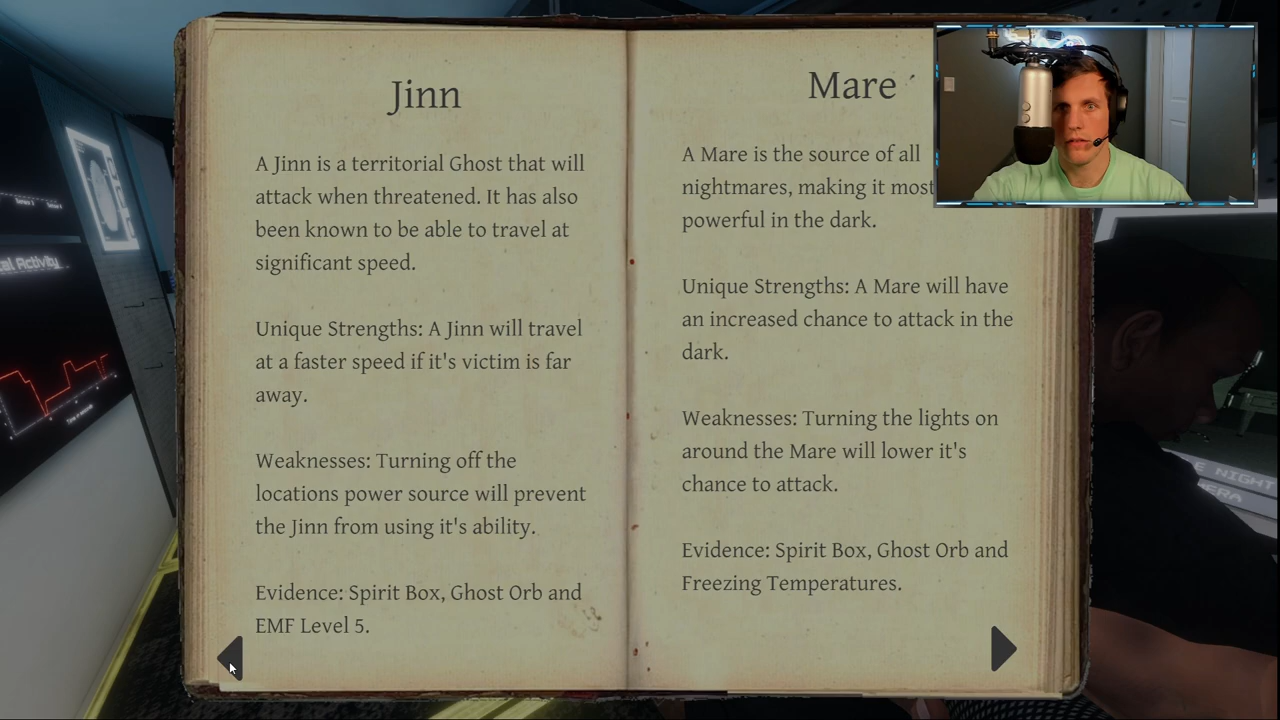 Jinn
A Jinn is a territorial Ghost that will
attack when threatened. It has also
been known to be able to travel at
significant speed.
Unique Strengths: A Jinn will travel
at a faster speed if it's victim is far
away.
Weaknesses: Turning off the
locations power source will prevent
the Jinn from using it's ability.
Evidence: Spirit Box, Ghost Orb and
EMF Level 5.
Mare
A Mare is the source of all
nightmares, making it most
powerful in the dark.
Unique Strengths: A Mare will have
an increased chance to attack in the
dark.
Weaknesses: Turning the lights on
around the Mare will lower it's
chance to attack.
Evidence: Spirit Box, Ghost Orb and
Freezing Temperatures.
Activity
NIGHT